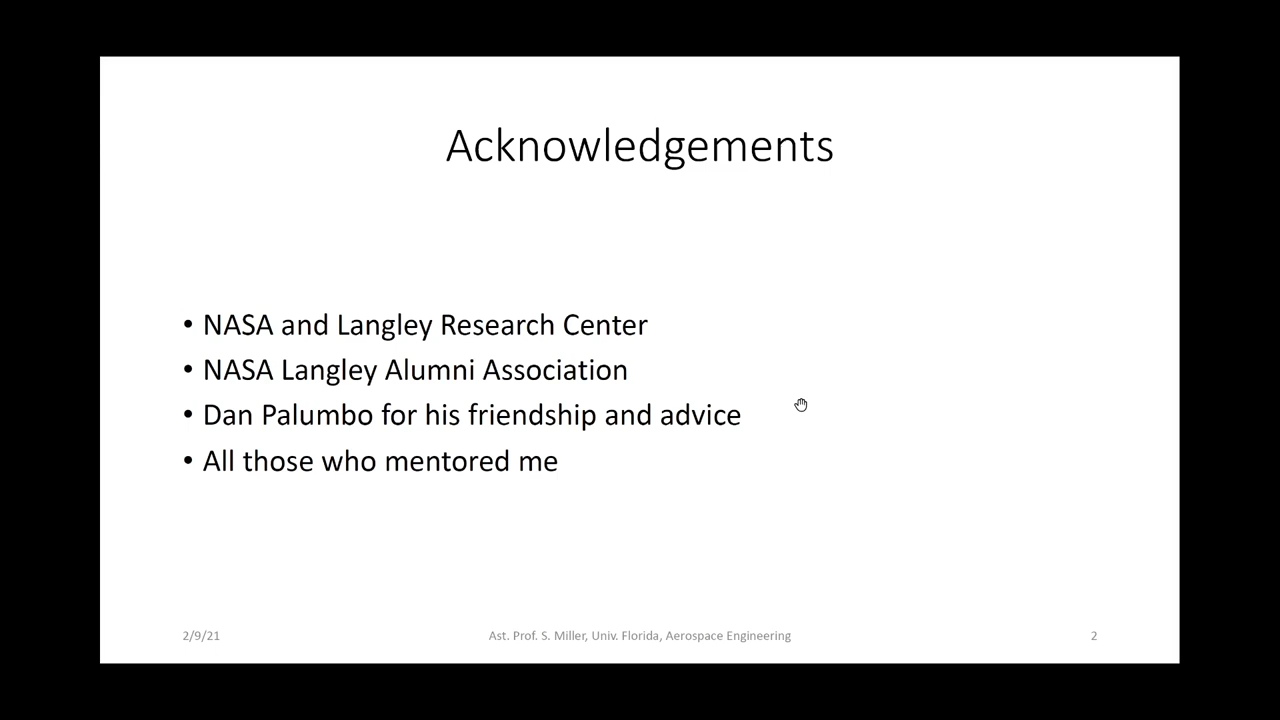 Acknowledgements
• NASA and Langley Research Center
• NASA Langley Alumni Association
• Dan Palumbo for his friendship and advice
• All those who mentored me
2/9/21 Ast. Prof. S. Miller, Univ. Florida, Aerospace Engineering 2